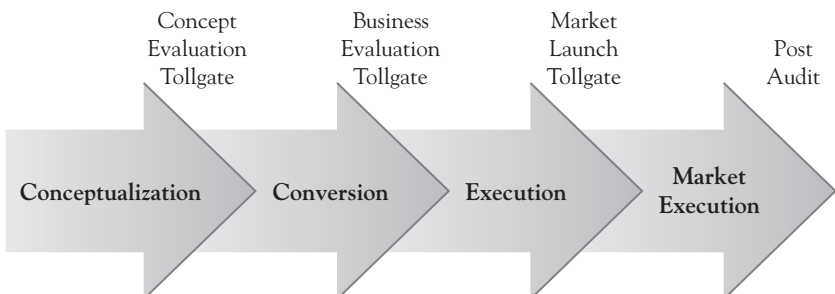 Concept
Evaluation
Tollgate
Business
Evaluation
Tollgate
Market
Launch
Tollgate
Post
Audit
Conceptualization
Conversion
Execution
Market
Execution